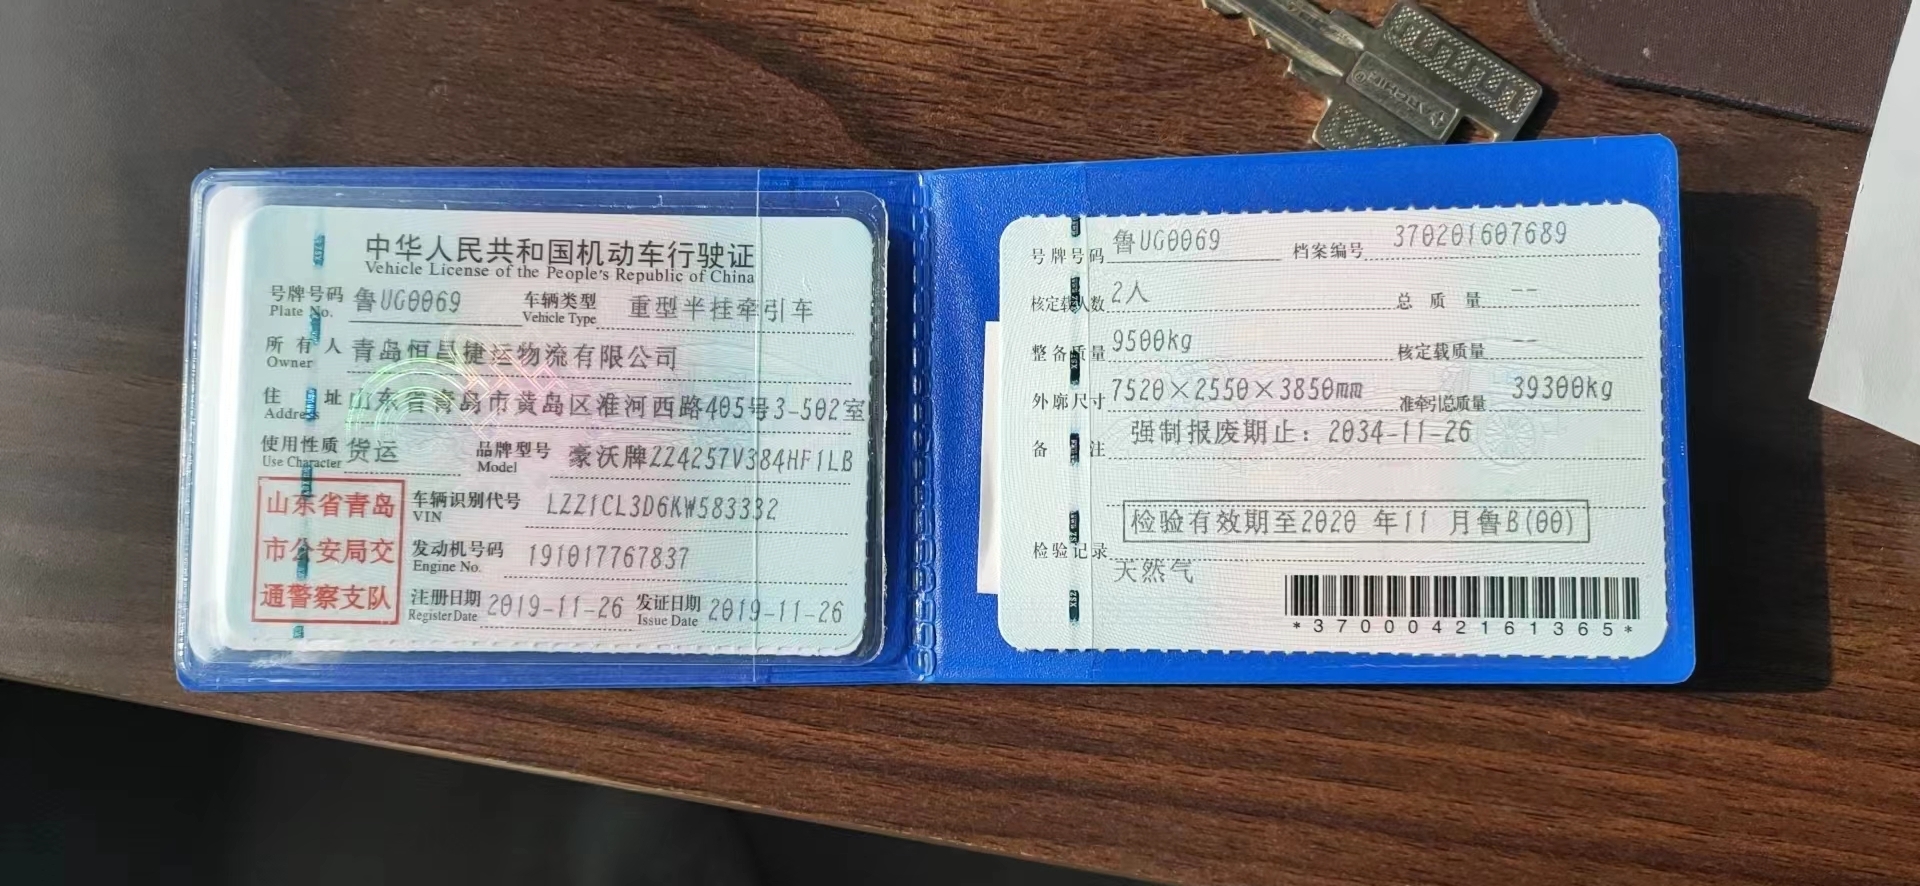 中华人民共和国机动车行驶证
Vehicle License of the People's Republic of China
号牌号码 鲁UG0069 车辆类型 重型半挂牵引车
Plate No. Vehicle Type
所有人 青岛恒昌捷运物流有限公司
Owner
住址 山东省青岛市黄岛区淮河西路405号3-502室
Address
使用性质 货运 品牌型号 豪沃牌ZZ4257V384HF1LB
Use Character Model
山东省青岛
市公安局交
通警察支队
车辆识别代号 LZZ1CL3D6KW583332
VIN
发动机号码 191017767837
Engine No.
注册日期 2019-11-26 发证日期 2019-11-26
Register Date Issue Date
号牌号码 鲁UG0069 档案编号 370201607689
核定载人数 2人 总质量 --
整备质量 9500kg 核定载质量 --
外廓尺寸 7520×2550×3850mm 准牵引总质量 39300kg
备注 强制报废期止：2034-11-26
检验有效期至2020 年11 月鲁B(00)
检验记录
天然气
*3700042161365*